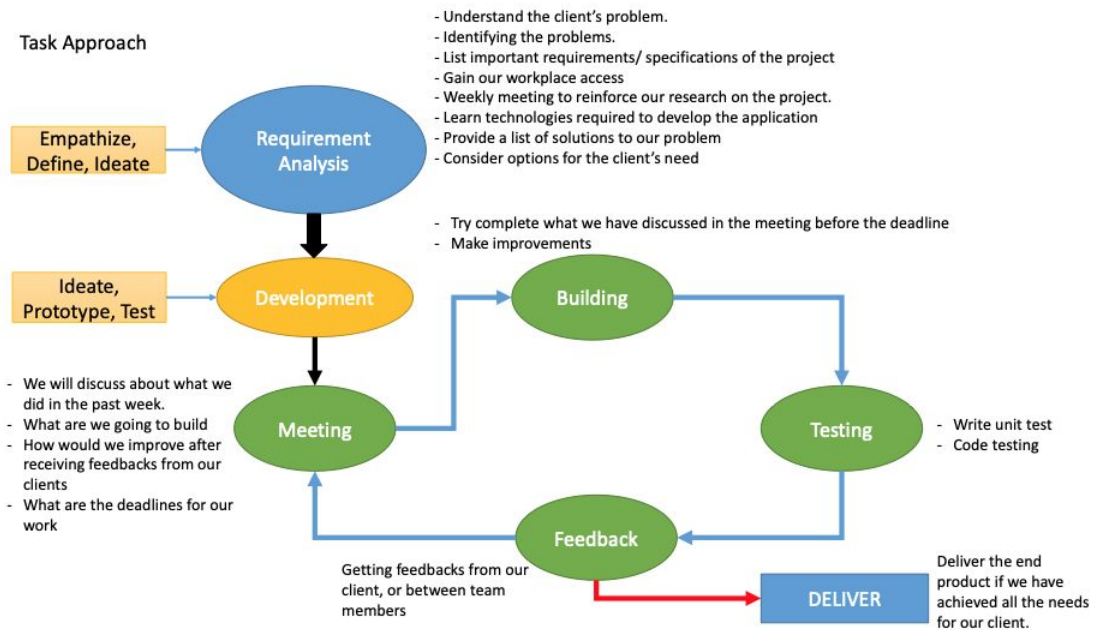 Task Approach
- Understand the client's problem.
- Identifying the problems.
- List important requirements/ specifications of the project
- Gain our workplace access
- Weekly meeting to reinforce our research on the project.
- Learn technologies required to develop the application
- Provide a list of solutions to our problem
- Consider options for the client's need
Empathize,
Define, Ideate
Requirement
Analysis
- Try complete what we have discussed in the meeting before the deadline
- Make improvements
Ideate,
Prototype, Test
Development
Building
- We will discuss about what we
did in the past week.
- What are we going to build
- How would we improve after
receiving feedbacks from our
clients
- What are the deadlines for our
work
Meeting
Testing
- Write unit test
- Code testing
Feedback
Getting feedbacks from our
client, or between team
members
DELIVER
Deliver the end
product if we have
achieved all the needs
for our client.